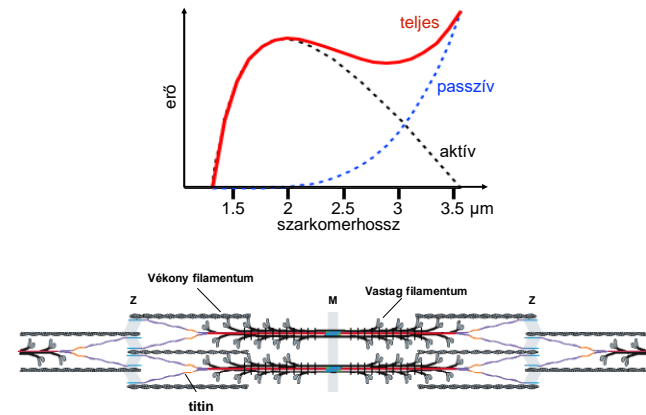 teljes
passzív
erő
aktív
1.5 2 2.5 3 3.5 µm
szarkomerhossz
Vékony filamentum
Vastag filamentum
Z M Z
titin